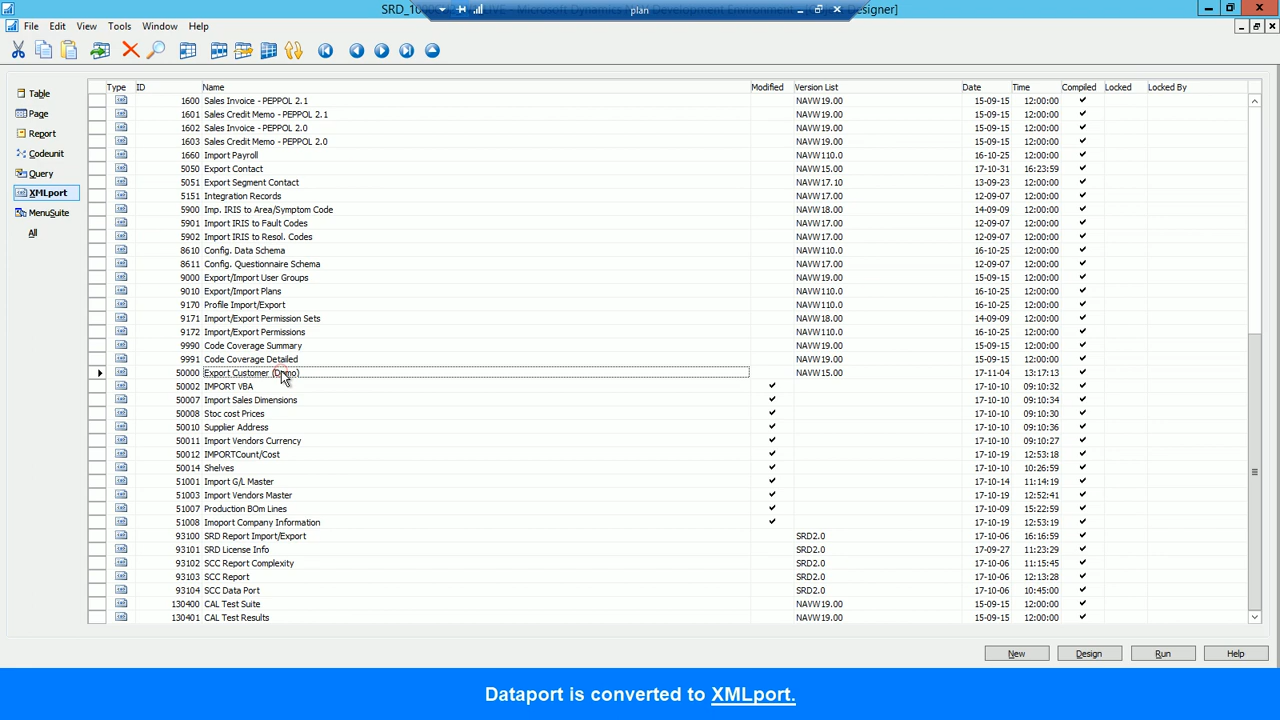 SRD_10
plan
Microsoft Dynamics N
Development Environment
Designer]
File Edit View Tools Window Help
Type ID Name Modified Version List Date Time Compiled Locked Locked By
Table
Page
Report
Codeunit
Query
XMLport
MenuSuite
All
1600 Sales Invoice - PEPPOL 2.1 NAVW19.00 15-09-15 12:00:00
1601 Sales Credit Memo - PEPPOL 2.1 NAVW19.00 15-09-15 12:00:00
1602 Sales Invoice - PEPPOL 2.0 NAVW19.00 15-09-15 12:00:00
1603 Sales Credit Memo - PEPPOL 2.0 NAVW19.00 15-09-15 12:00:00
1660 Import Payroll NAVW110.0 16-10-25 12:00:00
5050 Export Contact NAVW15.00 17-10-31 16:23:59
5051 Export Segment Contact NAVW17.10 13-09-23 12:00:00
5151 Integration Records NAVW17.00 12-09-07 12:00:00
5900 Imp. IRIS to Area/Symptom Code NAVW18.00 14-09-09 12:00:00
5901 Import IRIS to Fault Codes NAVW17.00 12-09-07 12:00:00
5902 Import IRIS to Resol. Codes NAVW17.00 12-09-07 12:00:00
8610 Config. Data Schema NAVW110.0 16-10-25 12:00:00
8611 Config. Questionnaire Schema NAVW17.00 12-09-07 12:00:00
9000 Export/Import User Groups NAVW19.00 15-09-15 12:00:00
9010 Export/Import Plans NAVW110.0 16-10-25 12:00:00
9170 Profile Import/Export NAVW110.0 16-10-25 12:00:00
9171 Import/Export Permission Sets NAVW18.00 14-09-09 12:00:00
9172 Import/Export Permissions NAVW110.0 16-10-25 12:00:00
9990 Code Coverage Summary NAVW19.00 15-09-15 12:00:00
9991 Code Coverage Detailed NAVW19.00 15-09-15 12:00:00
50000 Export Customer (Demo) NAVW15.00 17-11-04 13:17:13
50002 IMPORT VBA 17-10-10 09:10:32
50007 Import Sales Dimensions 17-10-10 09:10:34
50008 Stoc cost Prices 17-10-10 09:10:30
50010 Supplier Address 17-10-10 09:10:36
50011 Import Vendors Currency 17-10-10 09:10:27
50012 IMPORTCount/Cost 17-10-19 12:53:18
50014 Shelves 17-10-10 10:26:59
51001 Import G/L Master 17-10-14 11:14:19
51003 Import Vendors Master 17-10-19 12:52:41
51007 Production BOm Lines 17-10-09 15:22:59
51008 Imoport Company Information 17-10-19 12:53:19
93100 SRD Report Import/Export SRD2.0 17-10-06 16:16:59
93101 SRD License Info SRD2.0 17-09-27 11:23:29
93102 SCC Report Complexity SRD2.0 17-10-06 11:15:45
93103 SCC Report SRD2.0 17-10-06 12:13:28
93104 SCC Data Port SRD2.0 17-10-06 10:45:00
130400 CAL Test Suite NAVW19.00 15-09-15 12:00:00
130401 CAL Test Results NAVW19.00 15-09-15 12:00:00
New Design Run Help
Dataport is converted to XMLport.